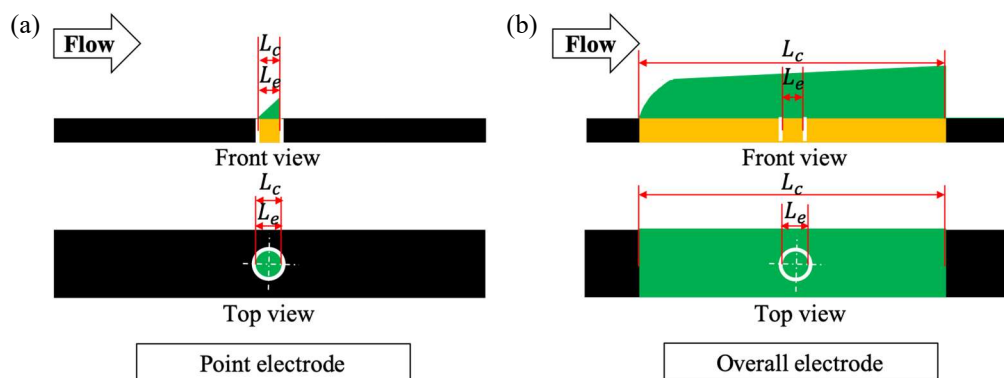 (a)
Flow
L_c
L_e
Front view
L_c
L_e
Top view
Point electrode
(b)
Flow
L_c
L_e
Front view
L_c
L_e
Top view
Overall electrode